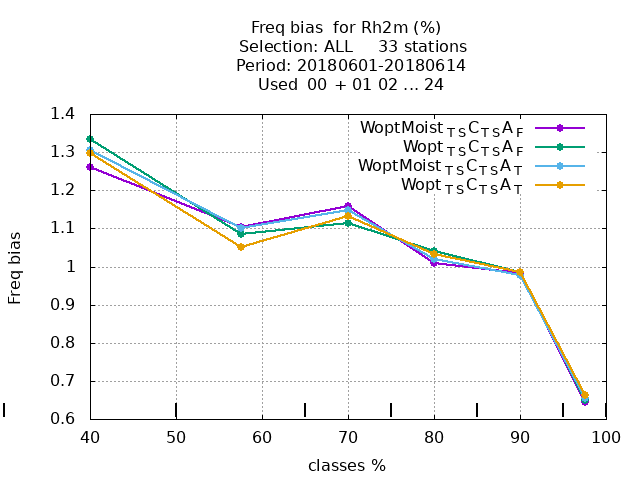 Freq bias  for Rh2m (%)
Selection: ALL     33 stations
Period: 20180601-20180614
Used  00  + 01 02 ... 24
WoptMoist TS C TS A F
Wopt TS C TS A F
WoptMoist TS C TS A T
Wopt TS C TS A T
1.4
1.3
1.2
1.1
1
0.9
0.8
0.7
0.6
Freq bias
40 50 60 70 80 90 100
classes %